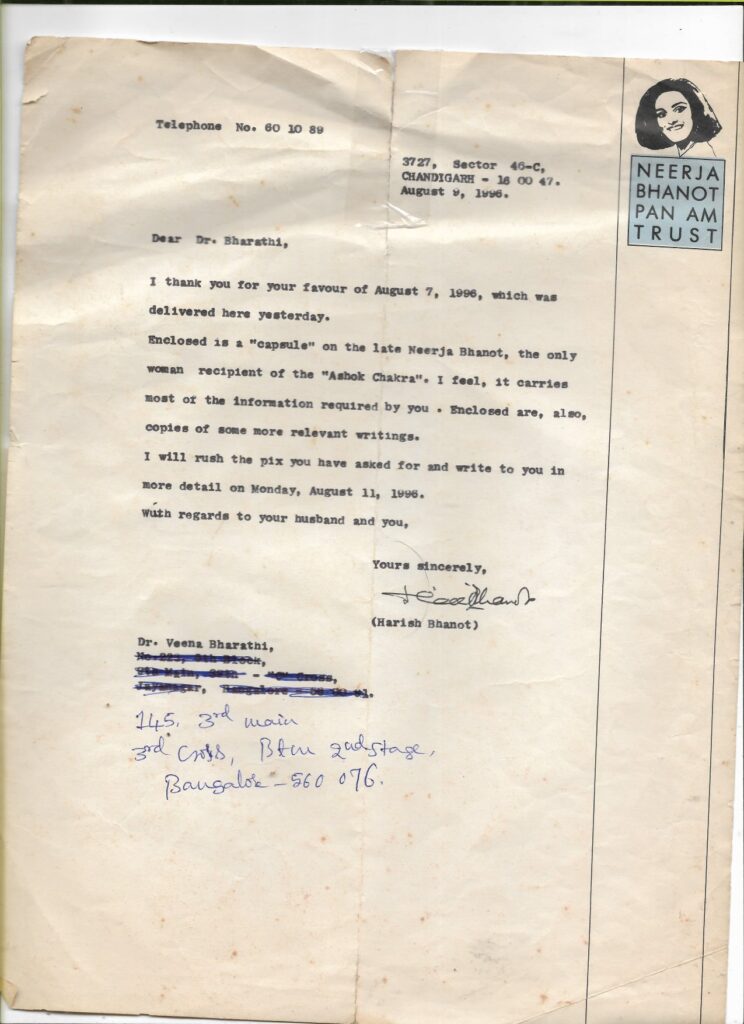 NEERJA
BHANOT
PAN AM
TRUST
Telephone No. 60 10 89
3727, Sector 46-C,
CHANDIGARH - 16 00 47.
August 9, 1996.
Dear Dr. Bharathi,
I thank you for your favour of August 7, 1996, which was
delivered here yesterday.
Enclosed is a "capsule" on the late Neerja Bhanot, the only
woman recipient of the "Ashok Chakra". I feel, it carries
most of the information required by you . Enclosed are, also,
copies of some more relevant writings.
I will rush the pix you have asked for and write to you in
more detail on Monday, August 11, 1996.
With regards to your husband and you,
Yours sincerely,
(Harish Bhanot)
Dr. Veena Bharathi,
Jayanagar, Bangalore
145, 3rd main
3rd Cross, BTM 2nd Stage,
Bangalore - 560 076.